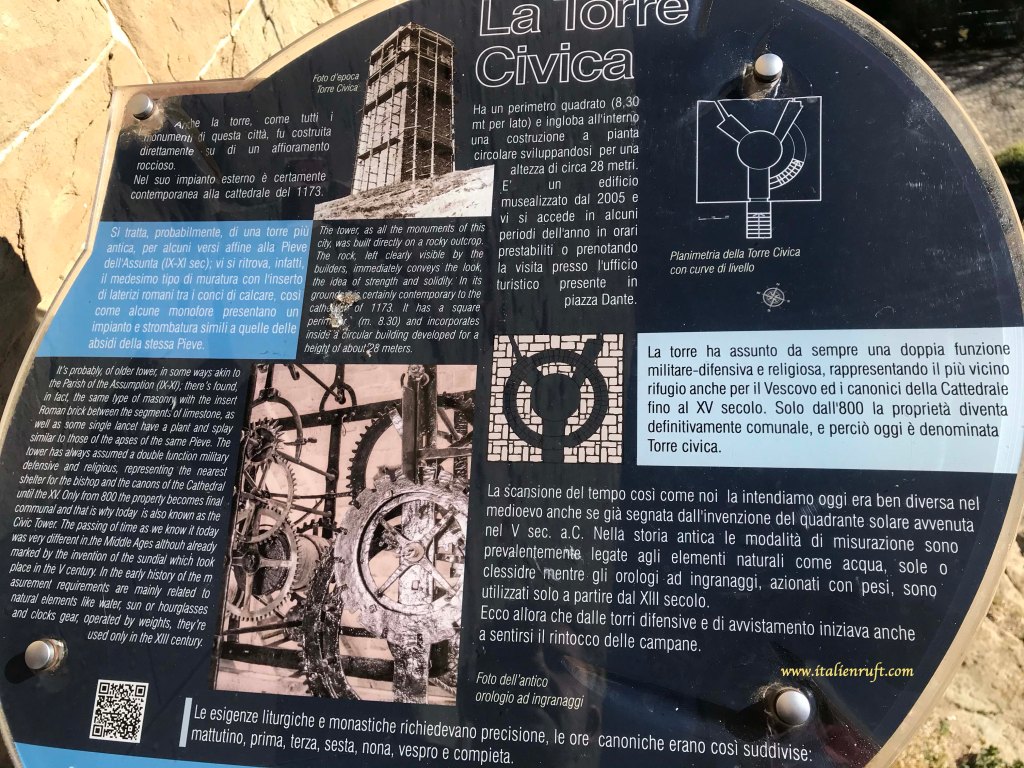 La Torre
Civica
Foto d'epoca
Torre Civica
Anche la torre, come tutti i
monumenti di questa città, fu costruita
direttamente su di un affioramento
roccioso.
Nel suo impianto esterno è certamente
contemporanea alla cattedrale del 1173.
Ha un perimetro quadrato (8,30
mt per lato) e ingloba all'interno
una costruzione a pianta
circolare sviluppandosi per una
altezza di circa 28 metri.
E' un edificio
musealizzato dal 2005 e
vi si accede in alcuni
periodi dell'anno in orari
prestabiliti o prenotando
la visita presso l'ufficio
turistico presente in
piazza Dante.
Planimetria della Torre Civica
con curve di livello
Si tratta, probabilmente, di una torre più
antica, per alcuni versi affine alla Pieve
dell'Assunta (IX-XI sec); vi si ritrova, infatti,
il medesimo tipo di muratura con l'inserto
di laterizi romani tra i conci di calcare, così
come alcune monofore presentano un
impianto e strombatura simili a quelle delle
absidi della stessa Pieve.
The tower, as all the monuments of this
city, was built directly on a rocky outcrop.
The rock, left clearly visible by the
builders, immediately conveys the look,
the idea of strength and solidity. In its
certainly contemporary to the
of 1173. It has a square
(m. 8.30) and incorporates
inside a circular building developed for a
height of about 28 meters.
It's probably, of older tower, in some ways akin to
the Parish of the Assumption (IX-XI); there's found,
in fact, the same type of masonry with the insert
Roman brick between the segments of limestone, as
well as some single lancet have a plant and splay
similar to those of the apses of the same Pieve. The
tower has always assumed a double function military
defensive and religious, representing the nearest
shelter for the bishop and the canons of the Cathedral
until the XV. Only from 800 the property becomes final
communal and that is why today is also known as the
Civic Tower. The passing of time as we know it today
was very different in.the Middle Ages althouh already
marked by the invention of the sundial which took
place in the V century. In the early history of the m
asurement requirements are mainly related to
natural elements like water, sun or hourglasses
and clocks gear, operated by weights, they're
used only in the XIII century.
La torre ha assunto da sempre una doppia funzione
militare-difensiva e religiosa, rappresentando il più vicino
rifugio anche per il Vescovo ed i canonici della Cattedrale
fino al XV secolo. Solo dall'800 la proprietà diventa
definitivamente comunale, e perciò oggi è denominata
Torre civica.
La scansione del tempo così come noi la intendiamo oggi era ben diversa nel
medioevo anche se già segnata dall'invenzione del quadrante solare avvenuta
nel V sec. a.C. Nella storia antica le modalità di misurazione sono
prevalentemente legate agli elementi naturali come acqua, sole o
clessidre mentre gli orologi ad ingranaggi, azionati con pesi, sono
utilizzati solo a partire dal XIII secolo.
Ecco allora che dalle torri difensive e di avvistamento iniziava anche
a sentirsi il rintocco delle campane.
www.italienruft.com
Foto dell'antico
orologio ad ingranaggi
Le esigenze liturgiche e monastiche richiedevano precisione, le ore canoniche erano così suddivise:
mattutino, prima, terza, sesta, nona, vespro e compieta.